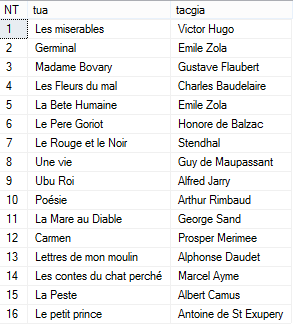 NT tua tacgia
1 Les miserables Victor Hugo
2 Germinal Emile Zola
3 Madame Bovary Gustave Flaubert
4 Les Fleurs du mal Charles Baudelaire
5 La Bete Humaine Emile Zola
6 Le Pere Goriot Honore de Balzac
7 Le Rouge et le Noir Stendhal
8 Une vie Guy de Maupassant
9 Ubu Roi Alfred Jarry
10 Poésie Arthur Rimbaud
11 La Mare au Diable George Sand
12 Carmen Prosper Merimee
13 Lettres de mon moulin Alphonse Daudet
14 Les contes du chat perché Marcel Ayme
15 La Peste Albert Camus
16 Le petit prince Antoine de St Exupery